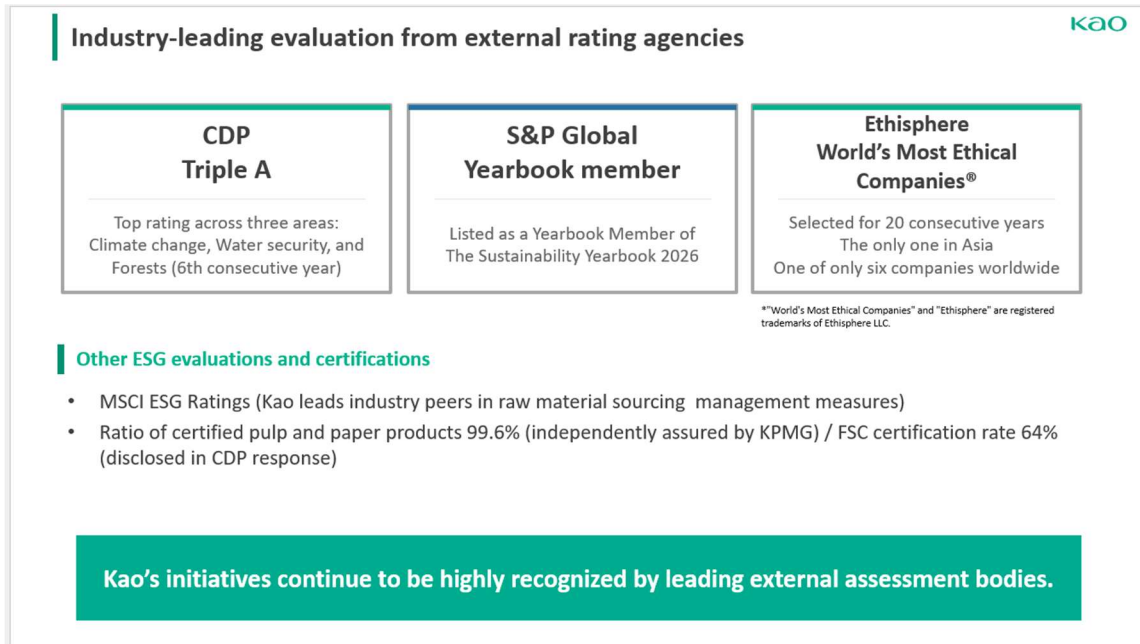 Industry-leading evaluation from external rating agencies
Kao
CDP
Triple A
Top rating across three areas:
Climate change, Water security, and
Forests (6th consecutive year)
S&P Global
Yearbook member
Listed as a Yearbook Member of
The Sustainability Yearbook 2026
Ethisphere
World's Most Ethical
Companies®
Selected for 20 consecutive years
The only one in Asia
One of only six companies worldwide
®"World's Most Ethical Companies" and "Ethisphere" are registered
trademarks of Ethisphere LLC.
Other ESG evaluations and certifications
• MSCI ESG Ratings (Kao leads industry peers in raw material sourcing  management measures)
• Ratio of certified pulp and paper products 99.6% (independently assured by KPMG) / FSC certification rate 64%
(disclosed in CDP response)
Kao's initiatives continue to be highly recognized by leading external assessment bodies.